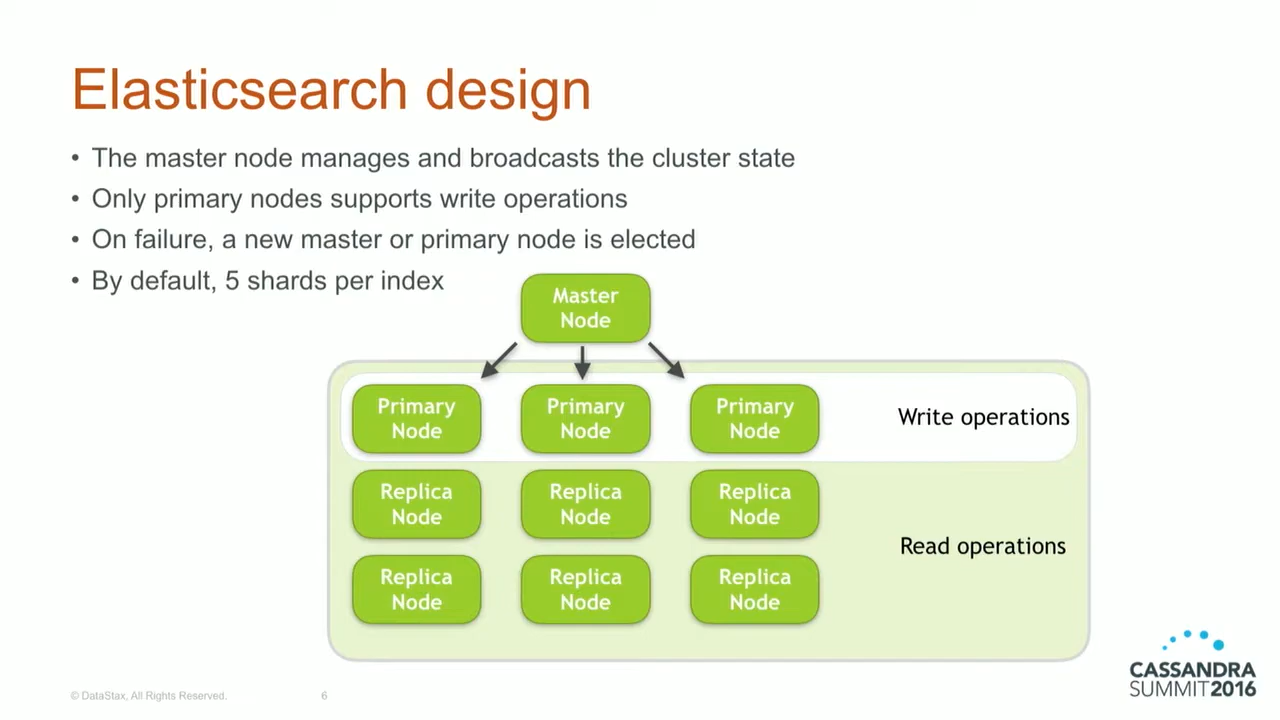 Elasticsearch design
• The master node manages and broadcasts the cluster state
• Only primary nodes supports write operations
• On failure, a new master or primary node is elected
• By default, 5 shards per index
Master
Node
Primary
Node
Primary
Node
Primary
Node
Write operations
Replica
Node
Replica
Node
Replica
Node
Read operations
Replica
Node
Replica
Node
Replica
Node
© DataStax, All Rights Reserved.
6
CASSANDRA
SUMMIT2016